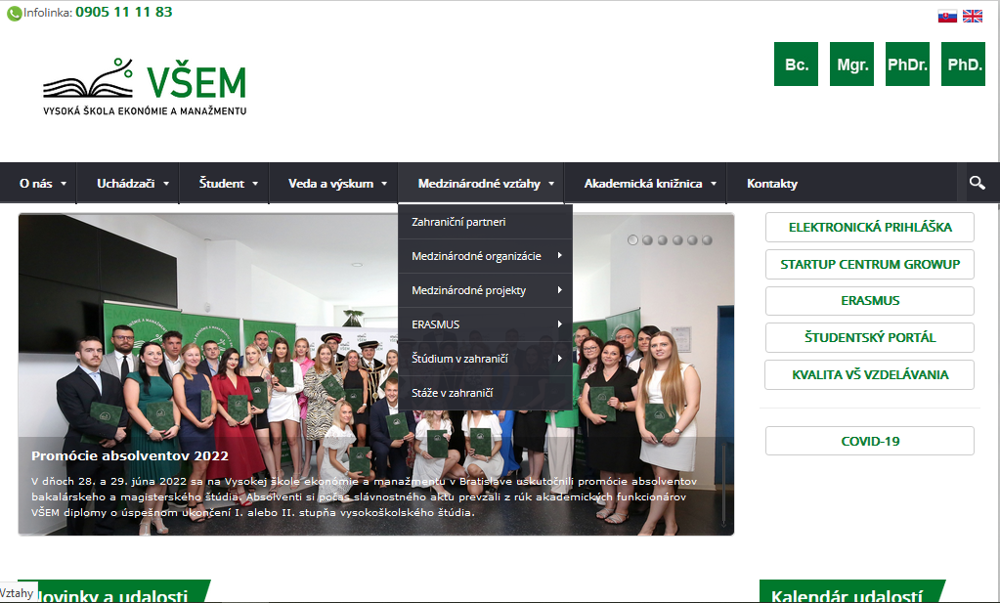 Infolinka: 0905 11 11 83
Bc. Mgr. PhDr. PhD.
VŠEM
VYSOKÁ ŠKOLA EKONÓMIE A MANAŽMENTU
O nás Uchádzači Študent Veda a výskum Medzinárodné vzťahy Akademická knižnica Kontakty
Zahraniční partneri
Medzinárodné organizácie
Medzinárodné projekty
ERASMUS
Štúdium v zahraničí
Stáže v zahraničí
ELEKTRONICKÁ PRIHLÁŠKA
STARTUP CENTRUM GROWUP
ERASMUS
ŠTUDENTSKÝ PORTÁL
KVALITA VŠ VZDELÁVANIA
COVID-19
Promócie absolventov 2022
V dňoch 28. a 29. júna 2022 sa na Vysokej škole ekonómie a manažmentu v Bratislave uskutočnili promócie absolventov
bakalárskeho a magisterského štúdia. Absolventi si počas slávnostného aktu prevzali z rúk akademických funkcionárov
VŠEM diplomy o úspešnom ukončení I. alebo II. stupňa vysokoškolského štúdia.
Vztahy
Novinky a udalosti
Kalendár udalostí